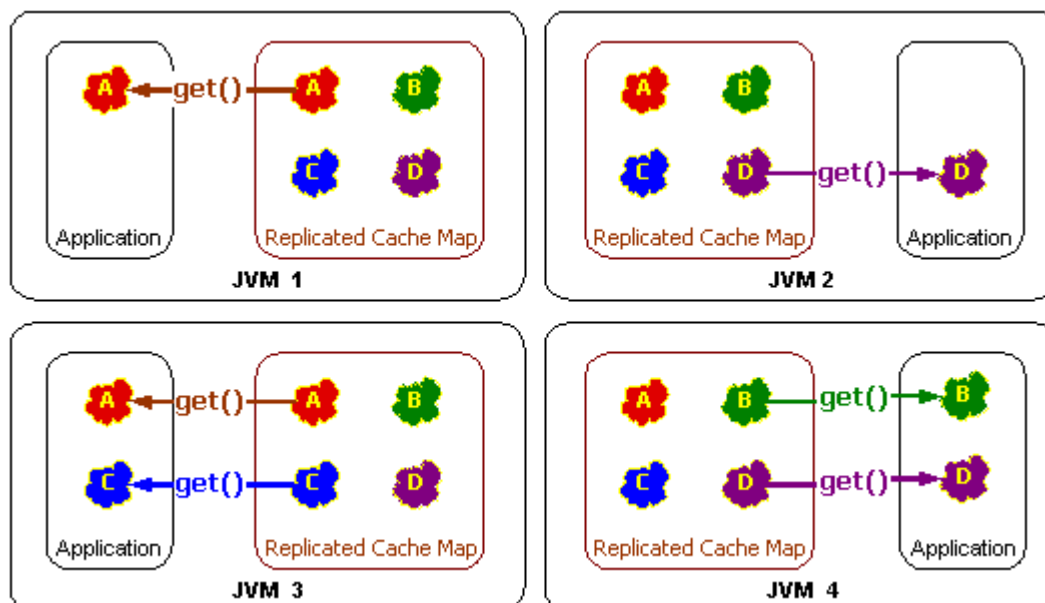 A get() A B
C D
Application Replicated Cache Map
JVM 1
A B
C D get() D
Replicated Cache Map Application
JVM 2
A get() A B
C get() C D
Application Replicated Cache Map
JVM 3
A B get() B
C D get() D
Replicated Cache Map Application
JVM 4